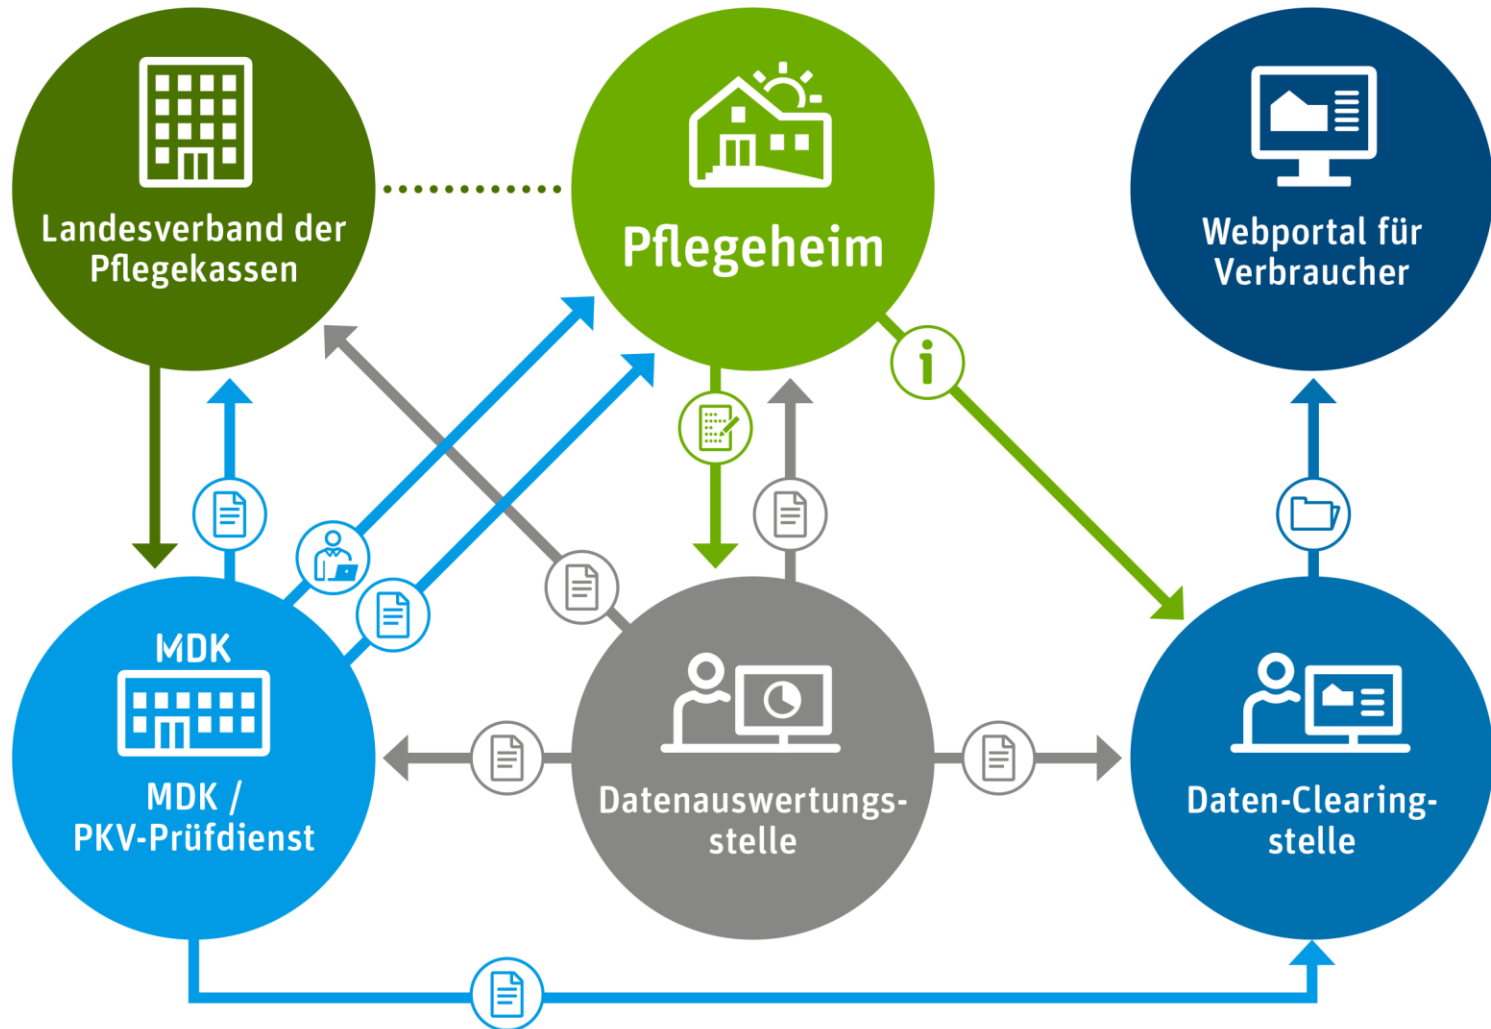 Landesverband der
Pflegekassen
Pflegeheim
Webportal für
Verbraucher
i
MDK
MDK /
PKV-Prüfdienst
Datenauswertungs-
stelle
Daten-Clearing-
stelle